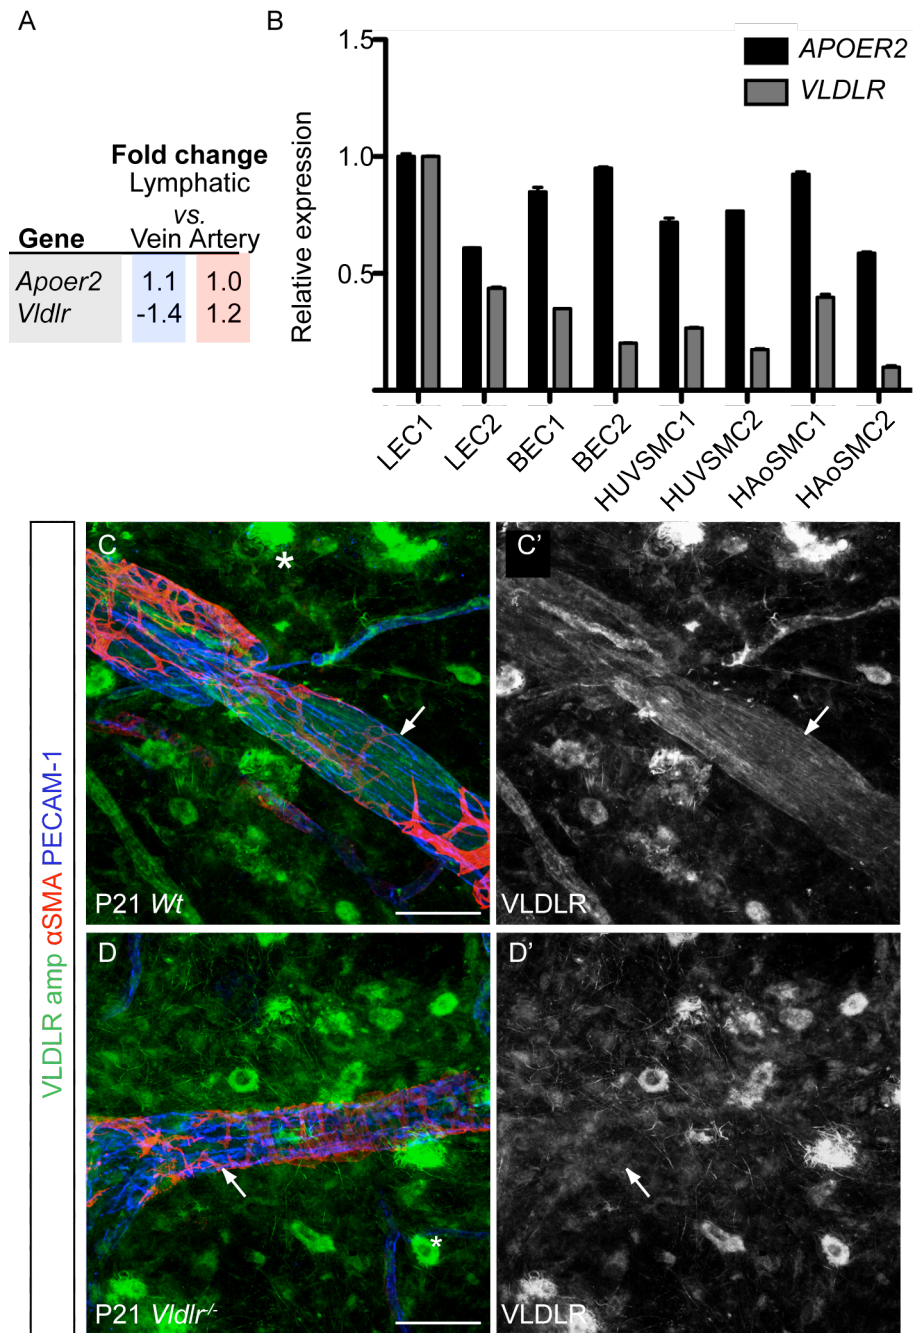 A
Fold change
Lymphatic
vs.
Gene Vein Artery
Apoer2 1.1 1.0
Vldlr -1.4 1.2
B
APOER2
VLDLR
Relative expression
1.5
1.0
0.5
LEC1
LEC2
BEC1
BEC2
HUVSMC1
HUVSMC2
HAoSMC1
HAoSMC2
VLDLR amp αSMA PECAM-1
C
*
P21 Wt
C'
VLDLR
D
*
P21 Vldlr-/-
D'
VLDLR